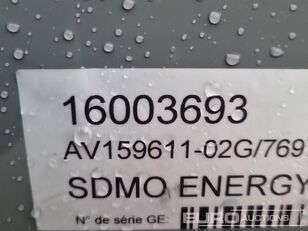 16003693
AV159611-02G/769
SDMO ENERGY
N° de série GE:
EURO AUCTIONS